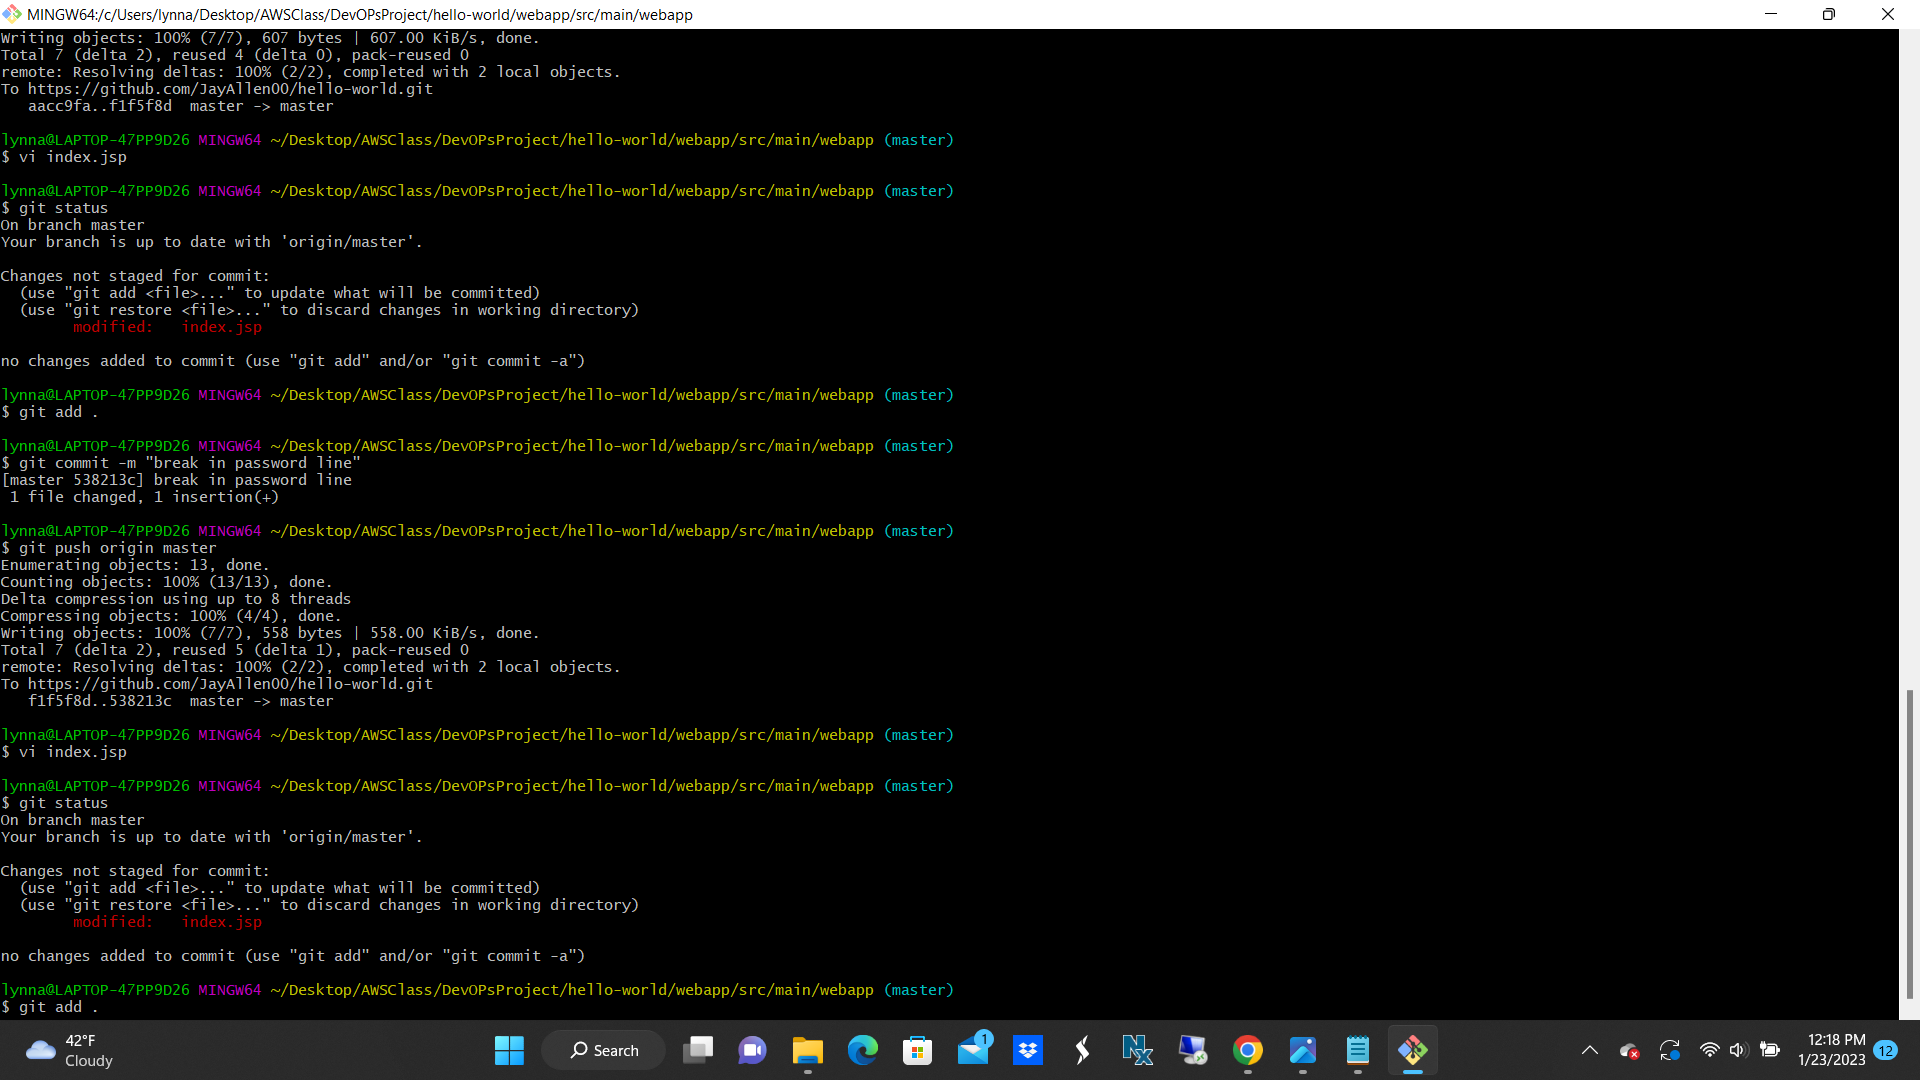 MINGW64:/c/Users/lynna/Desktop/AWSClass/DevOPsProject/hello-world/webapp/src/main/webapp
Writing objects: 100% (7/7), 607 bytes | 607.00 KiB/s, done.
Total 7 (delta 2), reused 4 (delta 0), pack-reused 0
remote: Resolving deltas: 100% (2/2), completed with 2 local objects.
To https://github.com/JayAllen00/hello-world.git
   aacc9fa..f1f5f8d  master -> master

lynna@LAPTOP-47PP9D26 MINGW64 ~/Desktop/AWSClass/DevOPsProject/hello-world/webapp/src/main/webapp (master)
$ vi index.jsp

lynna@LAPTOP-47PP9D26 MINGW64 ~/Desktop/AWSClass/DevOPsProject/hello-world/webapp/src/main/webapp (master)
$ git status
On branch master
Your branch is up to date with 'origin/master'.

Changes not staged for commit:
  (use "git add <file>..." to update what will be committed)
  (use "git restore <file>..." to discard changes in working directory)
        modified:   index.jsp

no changes added to commit (use "git add" and/or "git commit -a")

lynna@LAPTOP-47PP9D26 MINGW64 ~/Desktop/AWSClass/DevOPsProject/hello-world/webapp/src/main/webapp (master)
$ git add .

lynna@LAPTOP-47PP9D26 MINGW64 ~/Desktop/AWSClass/DevOPsProject/hello-world/webapp/src/main/webapp (master)
$ git commit -m "break in password line"
[master 538213c] break in password line
 1 file changed, 1 insertion(+)

lynna@LAPTOP-47PP9D26 MINGW64 ~/Desktop/AWSClass/DevOPsProject/hello-world/webapp/src/main/webapp (master)
$ git push origin master
Enumerating objects: 13, done.
Counting objects: 100% (13/13), done.
Delta compression using up to 8 threads
Compressing objects: 100% (4/4), done.
Writing objects: 100% (7/7), 558 bytes | 558.00 KiB/s, done.
Total 7 (delta 2), reused 5 (delta 1), pack-reused 0
remote: Resolving deltas: 100% (2/2), completed with 2 local objects.
To https://github.com/JayAllen00/hello-world.git
   f1f5f8d..538213c  master -> master

lynna@LAPTOP-47PP9D26 MINGW64 ~/Desktop/AWSClass/DevOPsProject/hello-world/webapp/src/main/webapp (master)
$ vi index.jsp

lynna@LAPTOP-47PP9D26 MINGW64 ~/Desktop/AWSClass/DevOPsProject/hello-world/webapp/src/main/webapp (master)
$ git status
On branch master
Your branch is up to date with 'origin/master'.

Changes not staged for commit:
  (use "git add <file>..." to update what will be committed)
  (use "git restore <file>..." to discard changes in working directory)
        modified:   index.jsp

no changes added to commit (use "git add" and/or "git commit -a")

lynna@LAPTOP-47PP9D26 MINGW64 ~/Desktop/AWSClass/DevOPsProject/hello-world/webapp/src/main/webapp (master)
$ git add .
42°F
Cloudy
Search
1
12:18 PM
1/23/2023
12